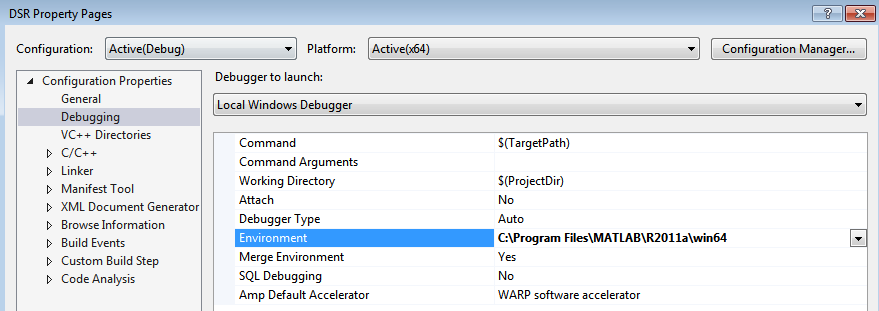 DSR Property Pages
Configuration: Active(Debug) Platform: Active(x64) Configuration Manager...
Configuration Properties
General
Debugging
VC++ Directories
C/C++
Linker
Manifest Tool
XML Document Generator
Browse Information
Build Events
Custom Build Step
Code Analysis
Debugger to launch:
Local Windows Debugger
Command $(TargetPath)
Command Arguments
Working Directory $(ProjectDir)
Attach No
Debugger Type Auto
Environment C:\Program Files\MATLAB\R2011a\win64
Merge Environment Yes
SQL Debugging No
Amp Default Accelerator WARP software accelerator